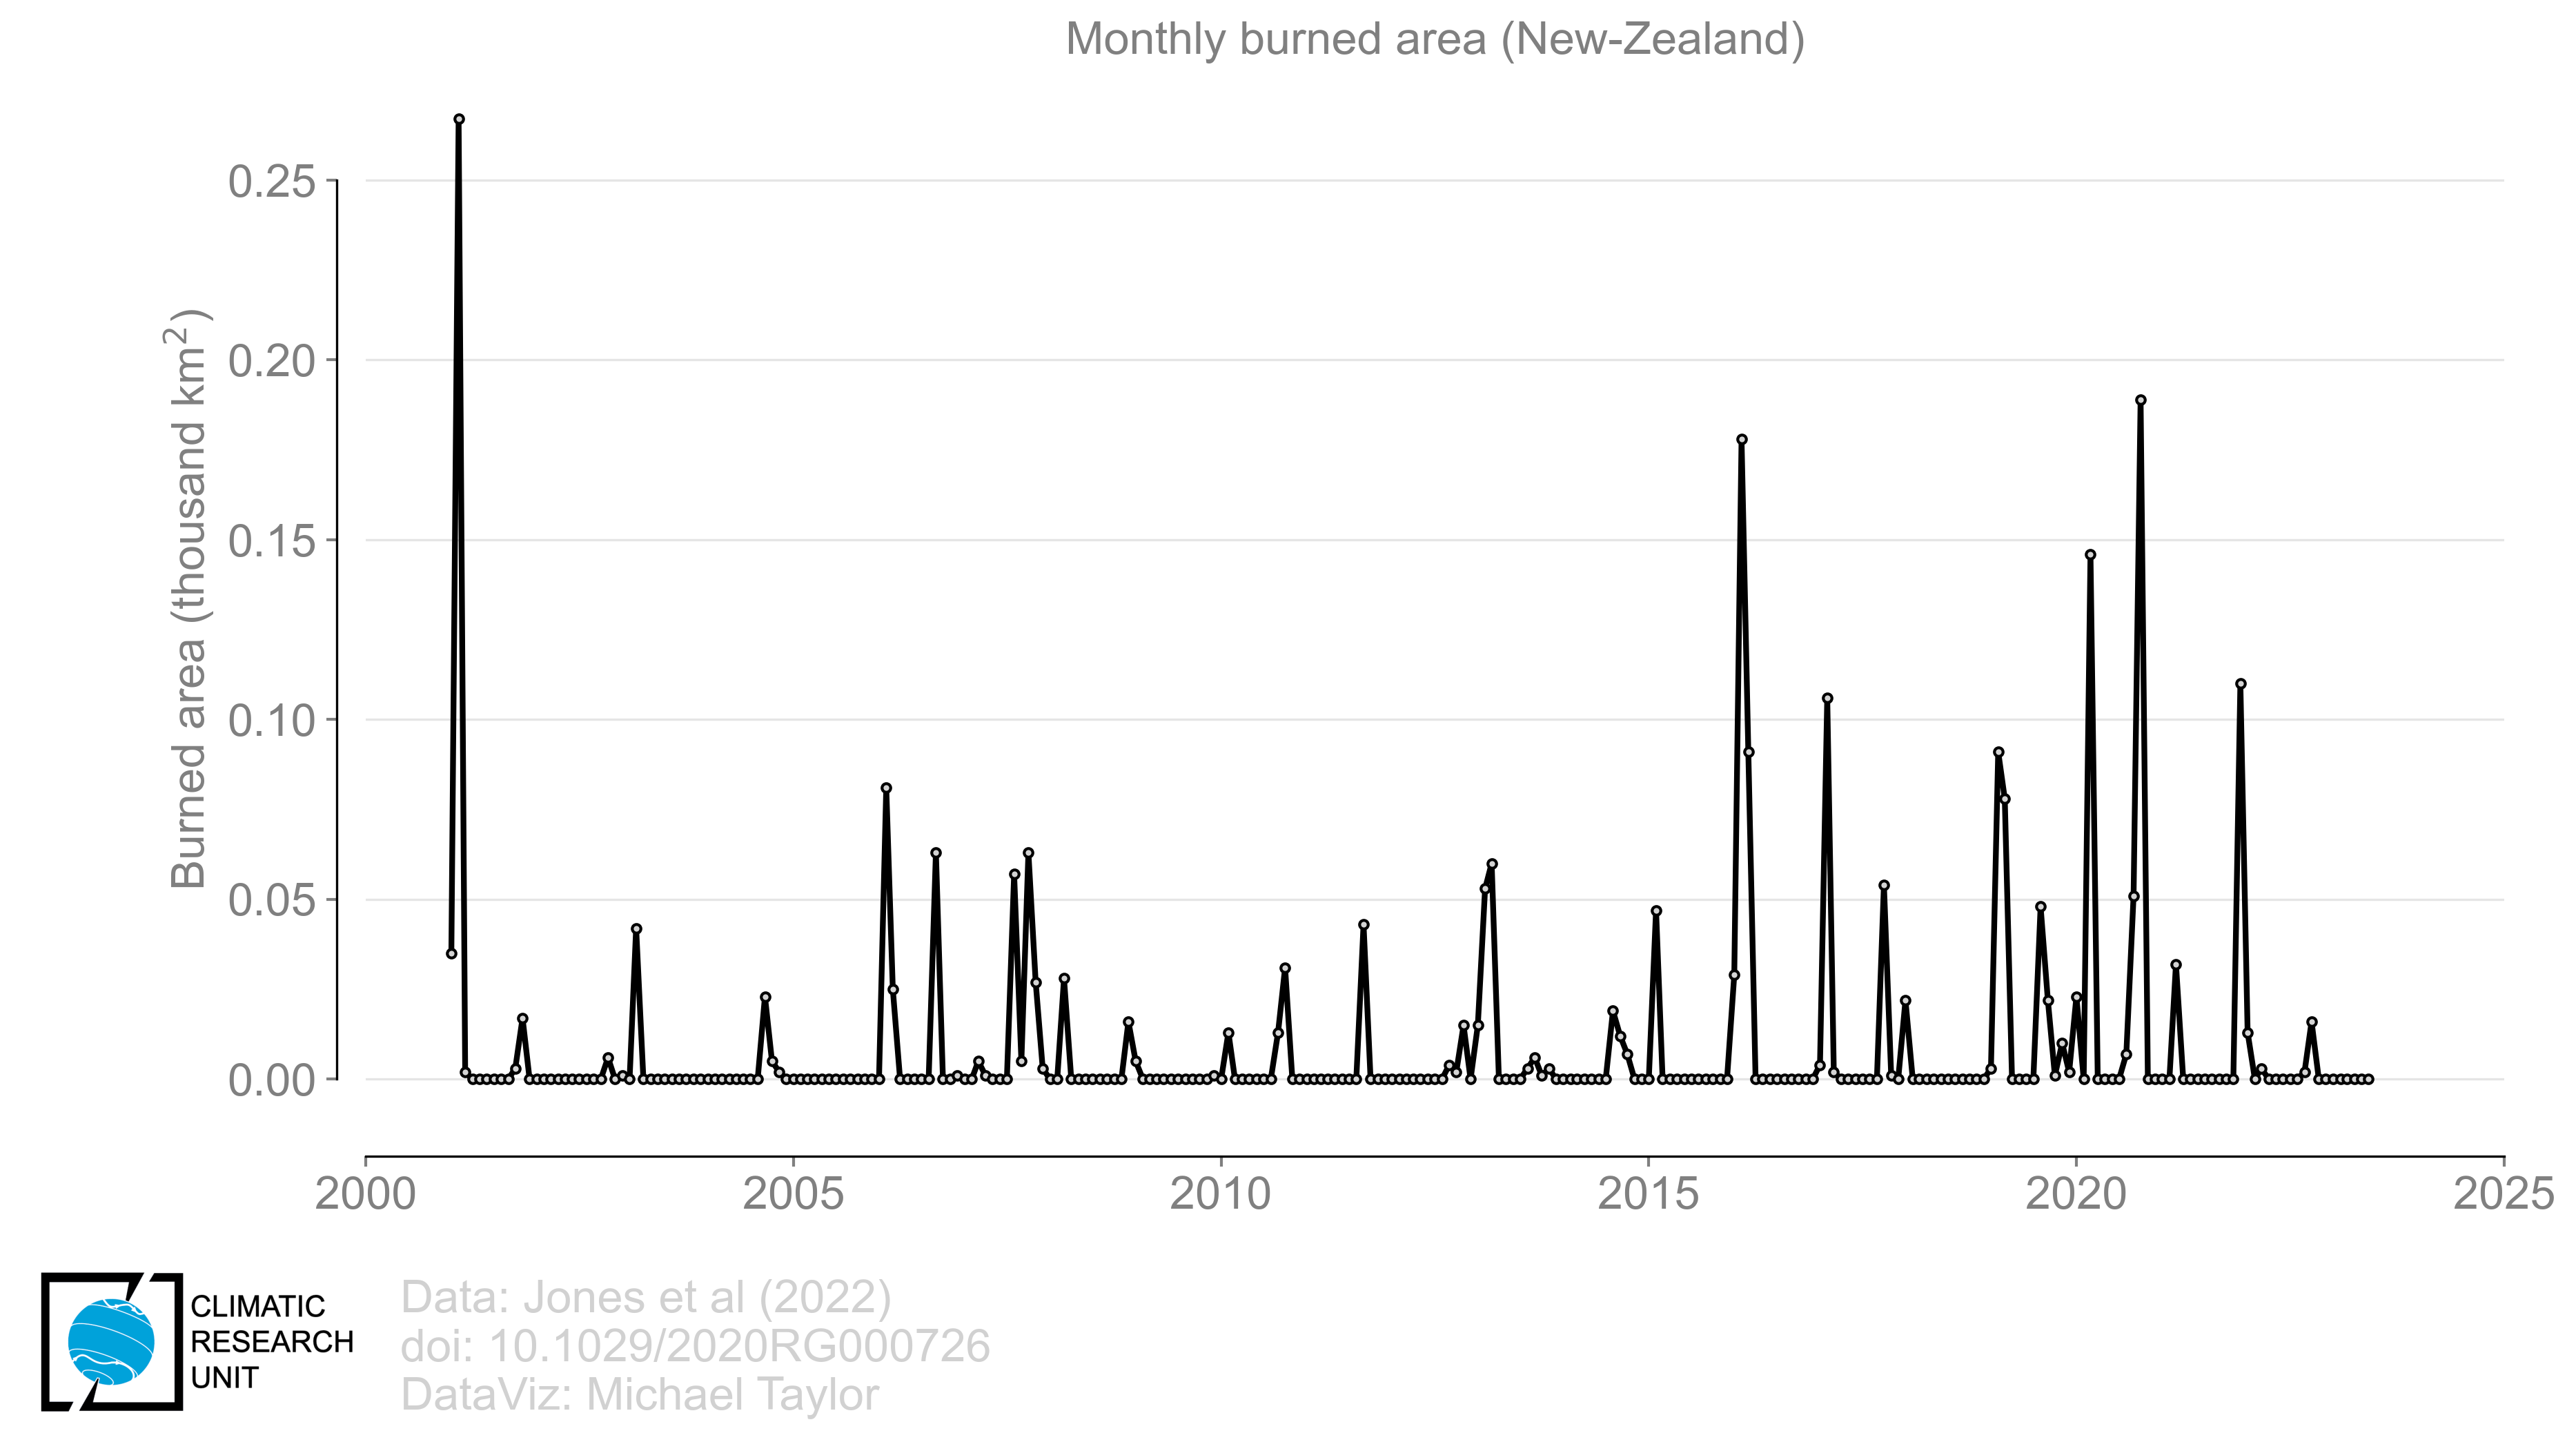 Monthly burned area (New-Zealand)
Burned area (thousand km²)
0.25
0.20
0.15
0.10
0.05
0.00
2000 2005 2010 2015 2020 2025
CLIMATIC
RESEARCH
UNIT
Data: Jones et al (2022)
doi: 10.1029/2020RG000726
DataViz: Michael Taylor